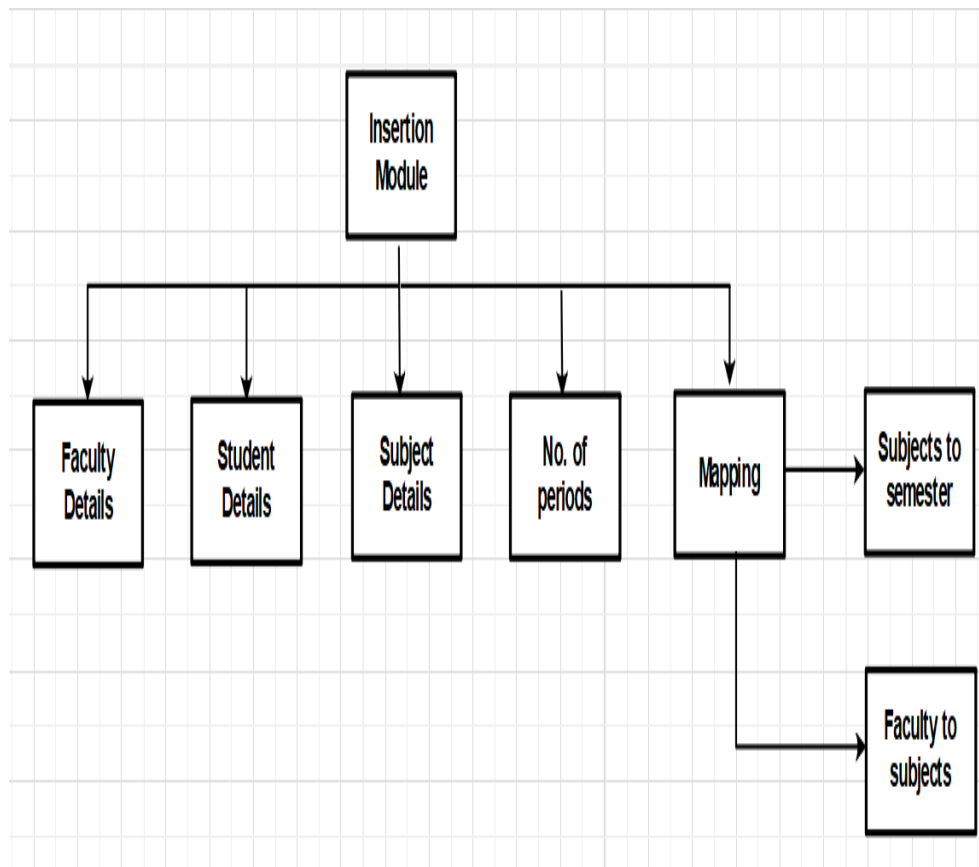 Insertion
Module
Faculty
Details
Student
Details
Subject
Details
No. of
periods
Mapping
Subjects to
semester
Faculty to
subjects